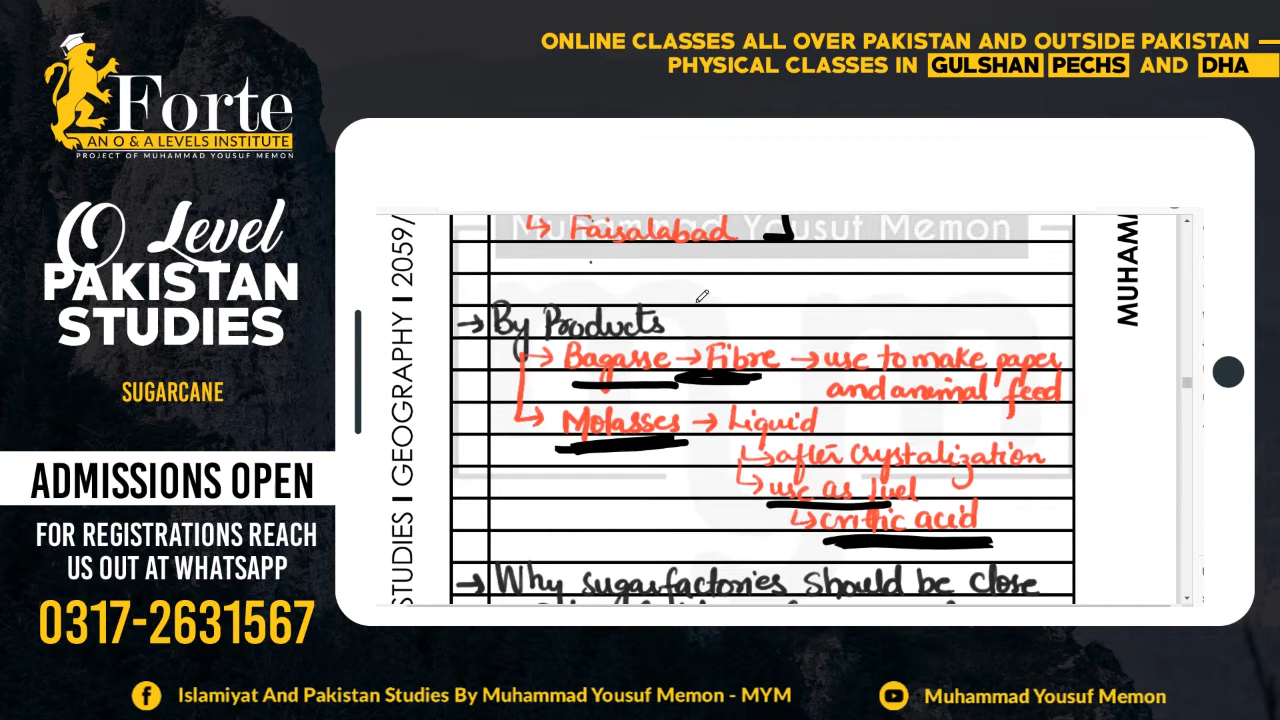 ONLINE CLASSES ALL OVER PAKISTAN AND OUTSIDE PAKISTAN
PHYSICAL CLASSES IN GULSHAN PECHS AND DHA
Forte
AN O & A LEVELS INSTITUTE
PROJECT OF MUHAMMAD YOUSUF MEMON
O Level
PAKISTAN
STUDIES
SUGARCANE
ADMISSIONS OPEN
FOR REGISTRATIONS REACH
US OUT AT WHATSAPP
0317-2631567
STUDIES I GEOGRAPHY I 2059/
Muhammad Yousuf Memon
↳ Faisalabad
→ By Products
→ Bagasse → Fibre → use to make paper
and animal feed
↳ Molasses → Liquid
↳ after crystalization
↳ use as fuel
↳ critic acid
→ Why sugar factories should be close
MUHAM
Islamiyat And Pakistan Studies By Muhammad Yousuf Memon - MYM
Muhammad Yousuf Memon